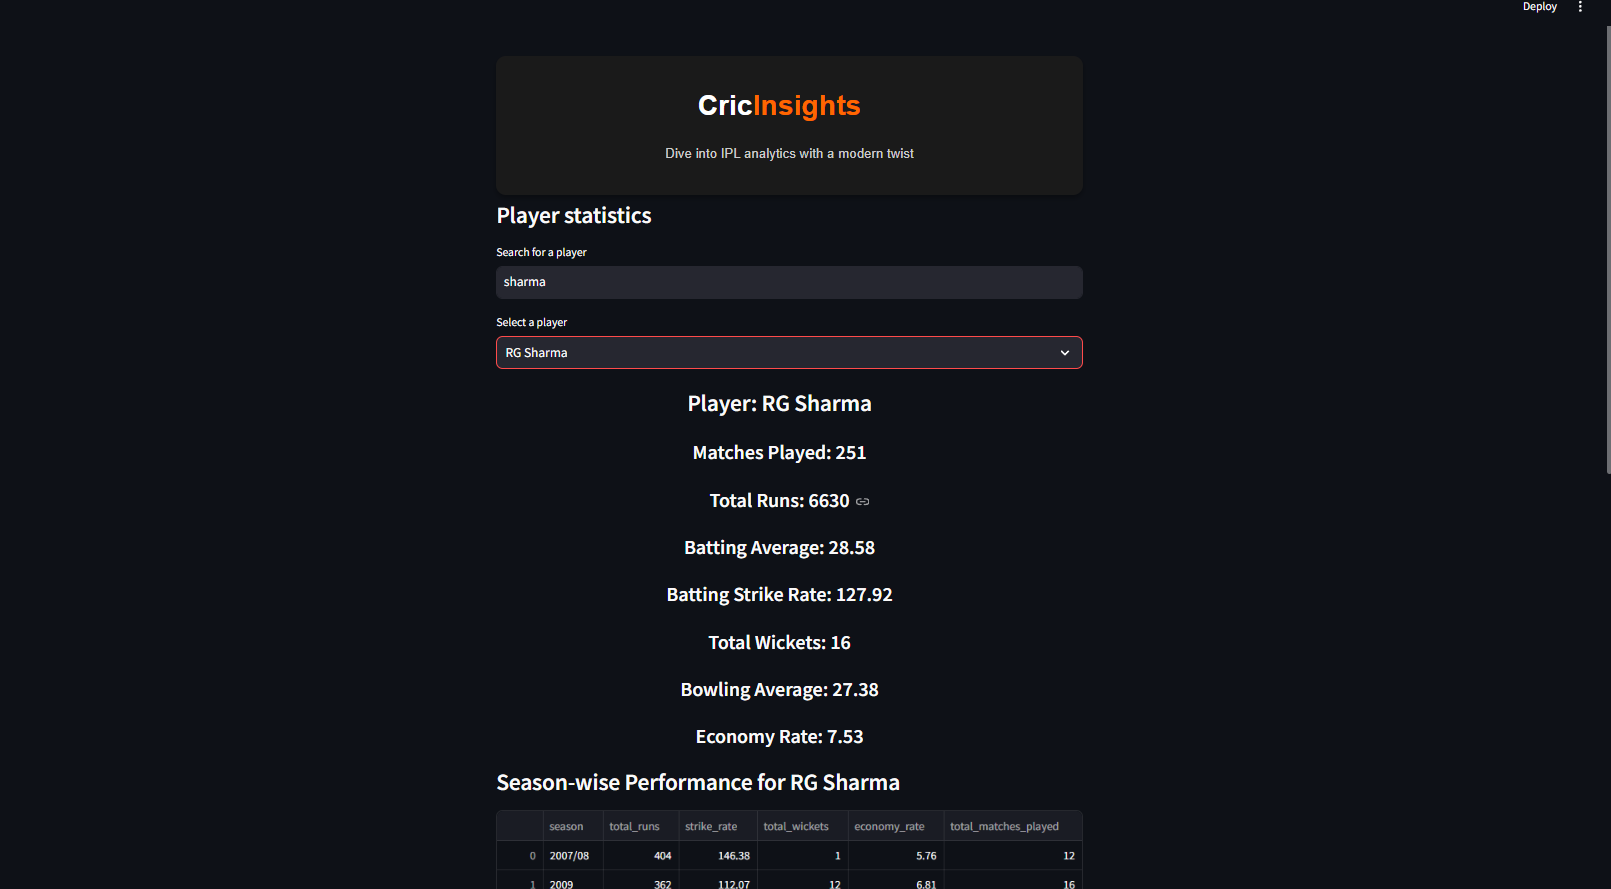 Deploy
CricInsights
Dive into IPL analytics with a modern twist
Player statistics
Search for a player
sharma
Select a player
RG Sharma
Player: RG Sharma
Matches Played: 251
Total Runs: 6630
Batting Average: 28.58
Batting Strike Rate: 127.92
Total Wickets: 16
Bowling Average: 27.38
Economy Rate: 7.53
Season-wise Performance for RG Sharma
season total_runs strike_rate total_wickets economy_rate total_matches_played
0 2007/08 404 146.38 1 5.76 12
1 2009 362 112.07 12 6.81 16